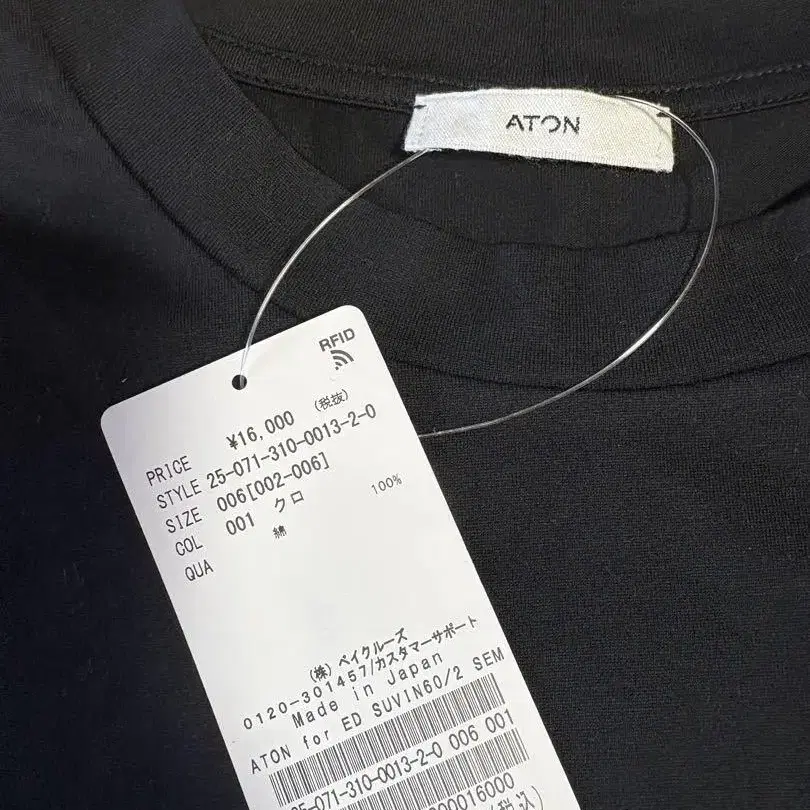 ATON
RFID
PRICE ¥16,000 (税抜)
STYLE 25-071-310-0013-2-0
SIZE 006[002-006]
COL 001 クロ
QUA 綿 100%
(株) ベイクルーズ
0120-301457/カスタマーサポート
Made in Japan
ATON for ED SUVIN60/2 SEM
25-071-310-0013-2-0 006 001
000016000
(税込)